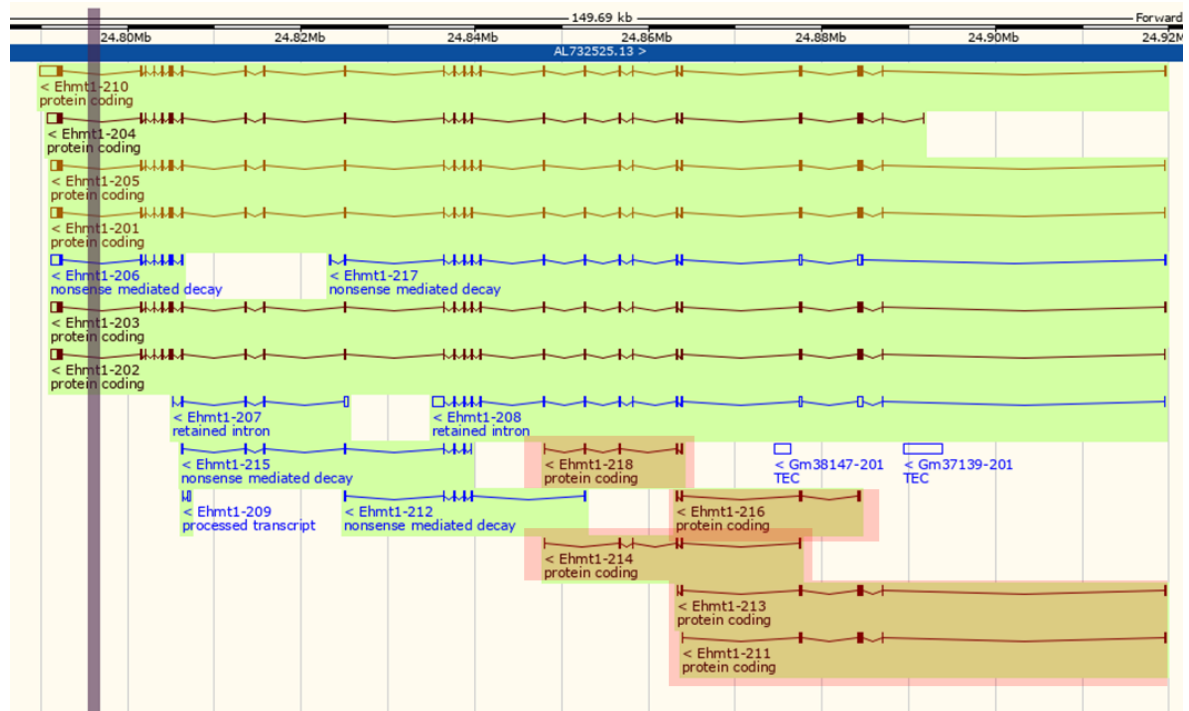 149.69 kb
Forward
24.80Mb 24.82Mb 24.84Mb 24.86Mb 24.88Mb 24.90Mb 24.92M
AL732525.13 >
< Ehmt1-210
protein coding
< Ehmt1-204
protein coding
< Ehmt1-205
protein coding
< Ehmt1-201
protein coding
< Ehmt1-206
nonsense mediated decay
< Ehmt1-217
nonsense mediated decay
< Ehmt1-203
protein coding
< Ehmt1-202
protein coding
< Ehmt1-207
retained intron
< Ehmt1-208
retained intron
< Ehmt1-215
nonsense mediated decay
< Ehmt1-218
protein coding
< Gm38147-201
TEC
< Gm37139-201
TEC
< Ehmt1-209
processed transcript
< Ehmt1-212
nonsense mediated decay
< Ehmt1-216
protein coding
< Ehmt1-214
protein coding
< Ehmt1-213
protein coding
< Ehmt1-211
protein coding